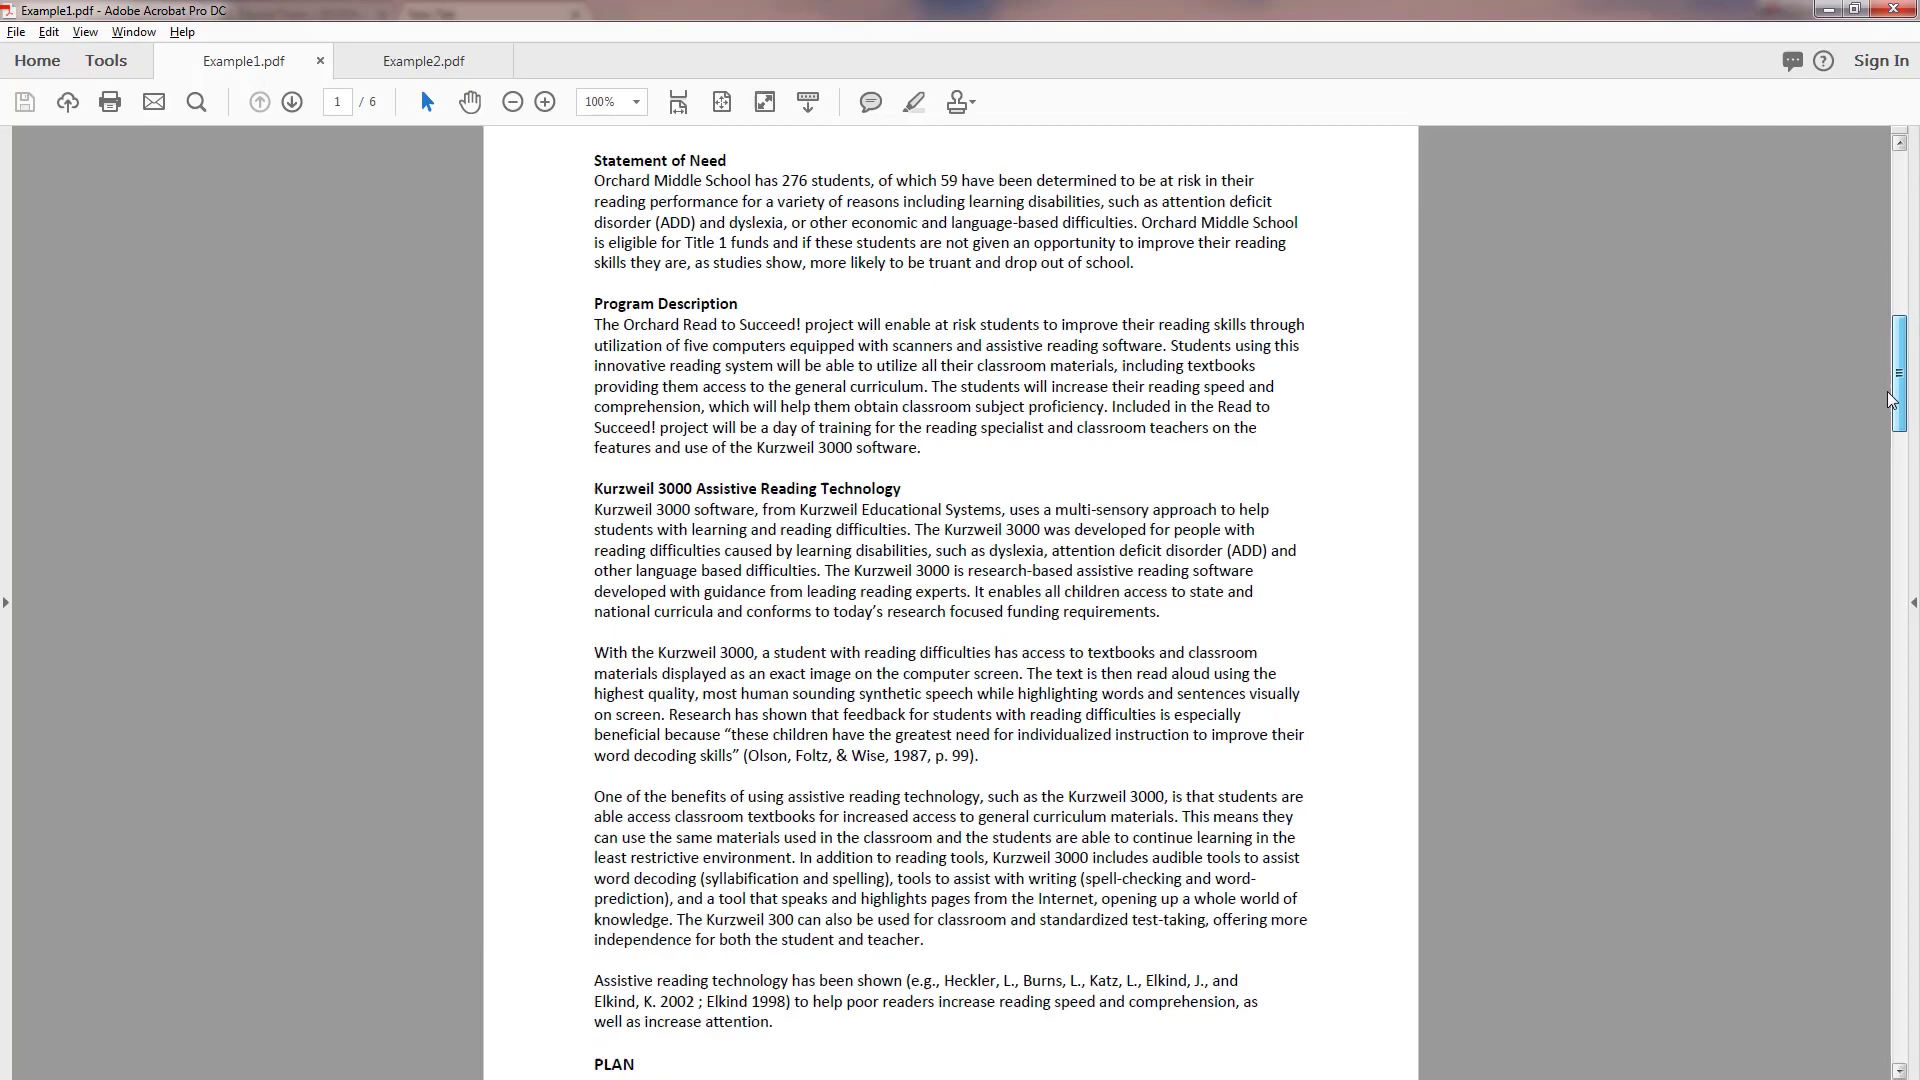 Example1.pdf - Adobe Acrobat Pro DC
File Edit View Window Help
Home Tools Example1.pdf Example2.pdf Sign In
1 / 6 100%
Statement of Need
Orchard Middle School has 276 students, of which 59 have been determined to be at risk in their
reading performance for a variety of reasons including learning disabilities, such as attention deficit
disorder (ADD) and dyslexia, or other economic and language-based difficulties. Orchard Middle School
is eligible for Title 1 funds and if these students are not given an opportunity to improve their reading
skills they are, as studies show, more likely to be truant and drop out of school.
Program Description
The Orchard Read to Succeed! project will enable at risk students to improve their reading skills through
utilization of five computers equipped with scanners and assistive reading software. Students using this
innovative reading system will be able to utilize all their classroom materials, including textbooks
providing them access to the general curriculum. The students will increase their reading speed and
comprehension, which will help them obtain classroom subject proficiency. Included in the Read to
Succeed! project will be a day of training for the reading specialist and classroom teachers on the
features and use of the Kurzweil 3000 software.
Kurzweil 3000 Assistive Reading Technology
Kurzweil 3000 software, from Kurzweil Educational Systems, uses a multi-sensory approach to help
students with learning and reading difficulties. The Kurzweil 3000 was developed for people with
reading difficulties caused by learning disabilities, such as dyslexia, attention deficit disorder (ADD) and
other language based difficulties. The Kurzweil 3000 is research-based assistive reading software
developed with guidance from leading reading experts. It enables all children access to state and
national curricula and conforms to today’s research focused funding requirements.
With the Kurzweil 3000, a student with reading difficulties has access to textbooks and classroom
materials displayed as an exact image on the computer screen. The text is then read aloud using the
highest quality, most human sounding synthetic speech while highlighting words and sentences visually
on screen. Research has shown that feedback for students with reading difficulties is especially
beneficial because “these children have the greatest need for individualized instruction to improve their
word decoding skills” (Olson, Foltz, & Wise, 1987, p. 99).
One of the benefits of using assistive reading technology, such as the Kurzweil 3000, is that students are
able access classroom textbooks for increased access to general curriculum materials. This means they
can use the same materials used in the classroom and the students are able to continue learning in the
least restrictive environment. In addition to reading tools, Kurzweil 3000 includes audible tools to assist
word decoding (syllabification and spelling), tools to assist with writing (spell-checking and word-
prediction), and a tool that speaks and highlights pages from the Internet, opening up a whole world of
knowledge. The Kurzweil 300 can also be used for classroom and standardized test-taking, offering more
independence for both the student and teacher.
Assistive reading technology has been shown (e.g., Heckler, L., Burns, L., Katz, L., Elkind, J., and
Elkind, K. 2002 ; Elkind 1998) to help poor readers increase reading speed and comprehension, as
well as increase attention.
PLAN